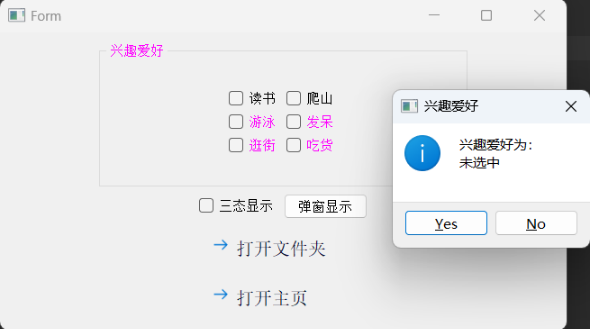 Form
兴趣爱好
读书 爬山
游泳 发呆
逛街 吃货
三态显示 弹窗显示
打开文件夹
打开主页
兴趣爱好
兴趣爱好为:
未选中
Yes No